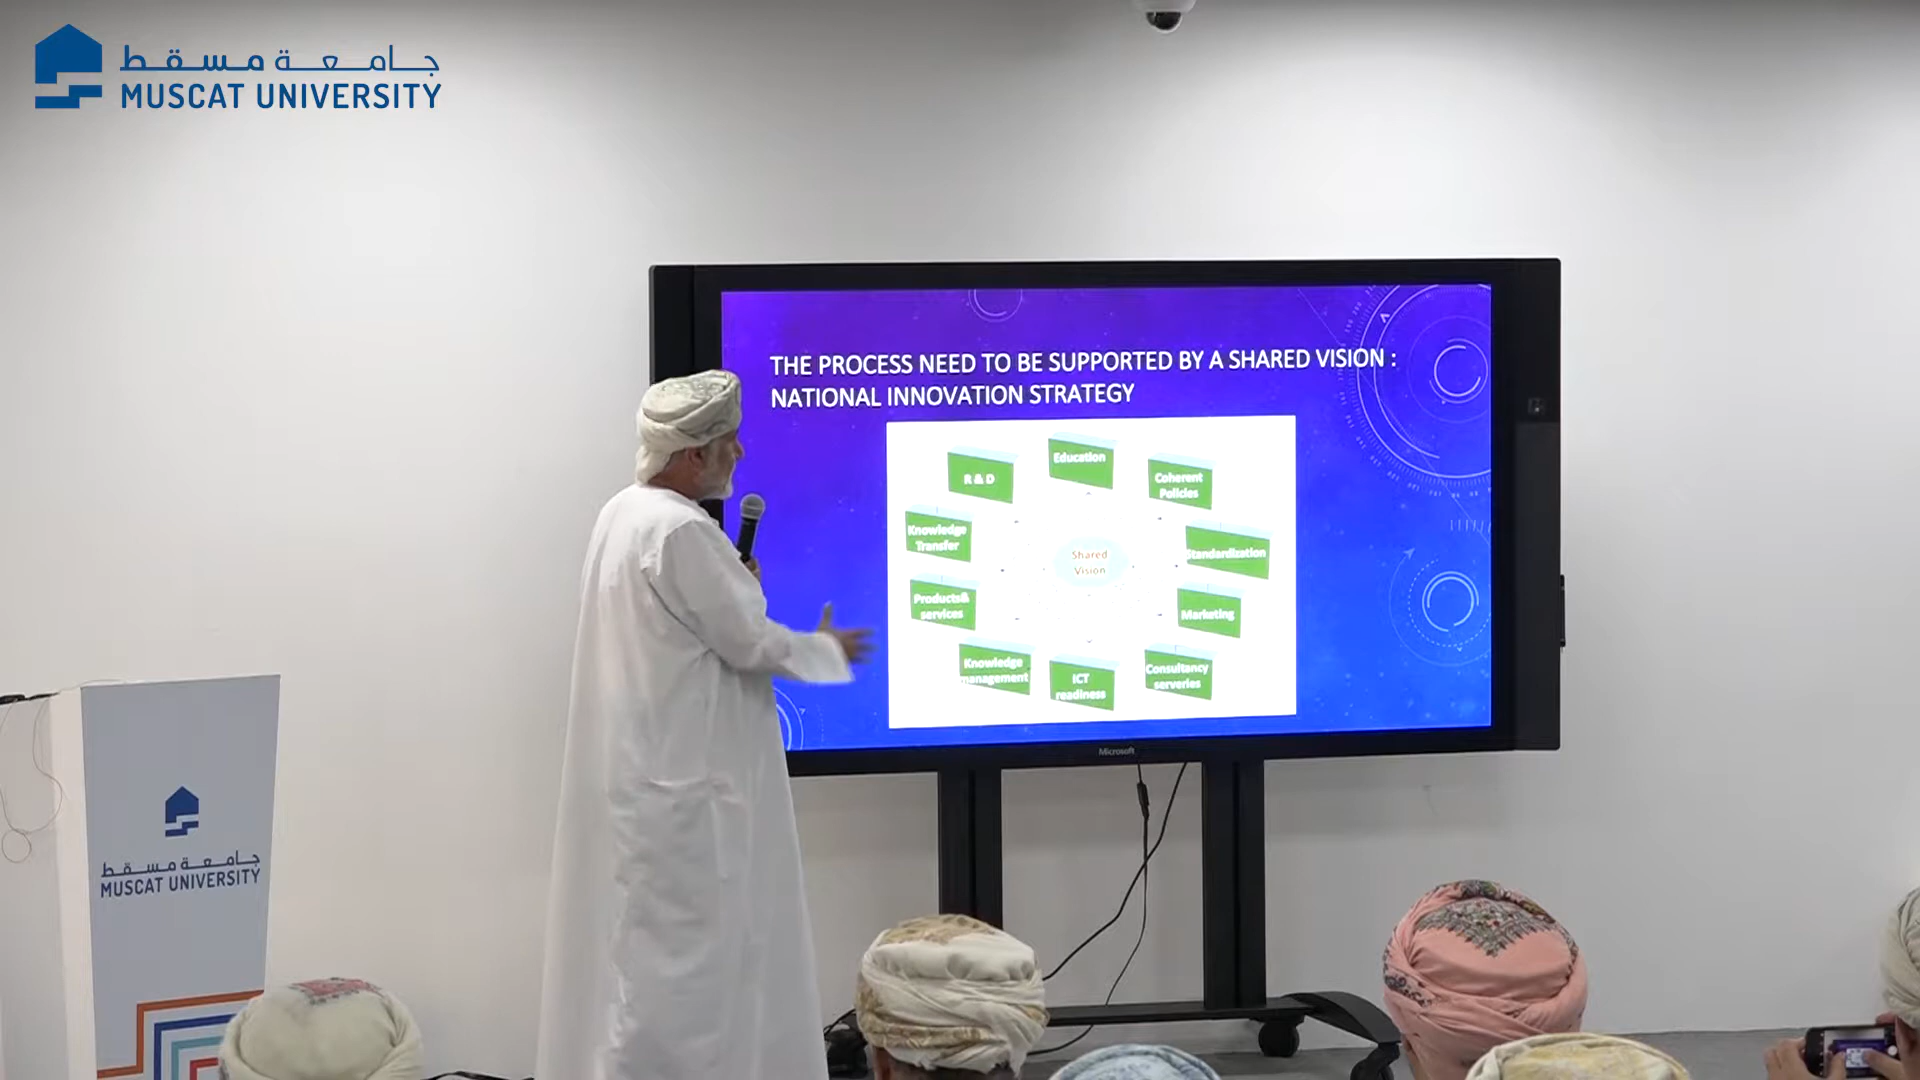 جامعة مسقط
MUSCAT UNIVERSITY
THE PROCESS NEED TO BE SUPPORTED BY A SHARED VISION :
NATIONAL INNOVATION STRATEGY
Education
R & D
Coherent
Policies
Knowledge
Transfer
Standardization
Shared
Vision
Products&
services
Marketing
Knowledge
management
ICT
readiness
Consultancy
serveries
Microsoft
جامعة مسقط
MUSCAT UNIVERSITY